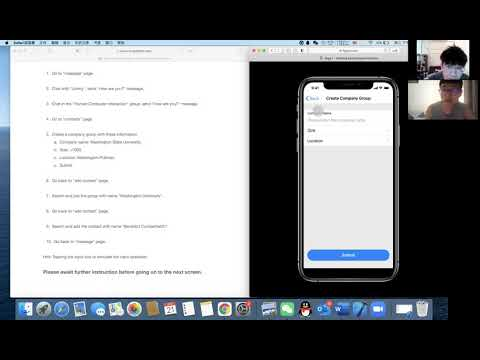 1. Go to "message" page.
2. Chat with "Jonny", send "How are you?" message.
3. Chat in the "Human Computer Interaction" group, send "How are you?" message.
4. Go to "contacts" page.
5. Create a company group with these information:
a. Company name: Washington State University
b. Size: >1000
c. Location: Washington Pullman
d. Submit
6. Go back to "add contact" page.
7. Search and join the group with name "Washington University".
8. Go back to "add contact" page.
9. Search and add the contact with name "Benedict Cumberbatch".
10. Go back to "message" page.
Hint: Tapping the input box to simulate the input operation.
Please await further instruction before going on to the next screen.
9:41
Back
Create Company Group
Size
Location
Submit